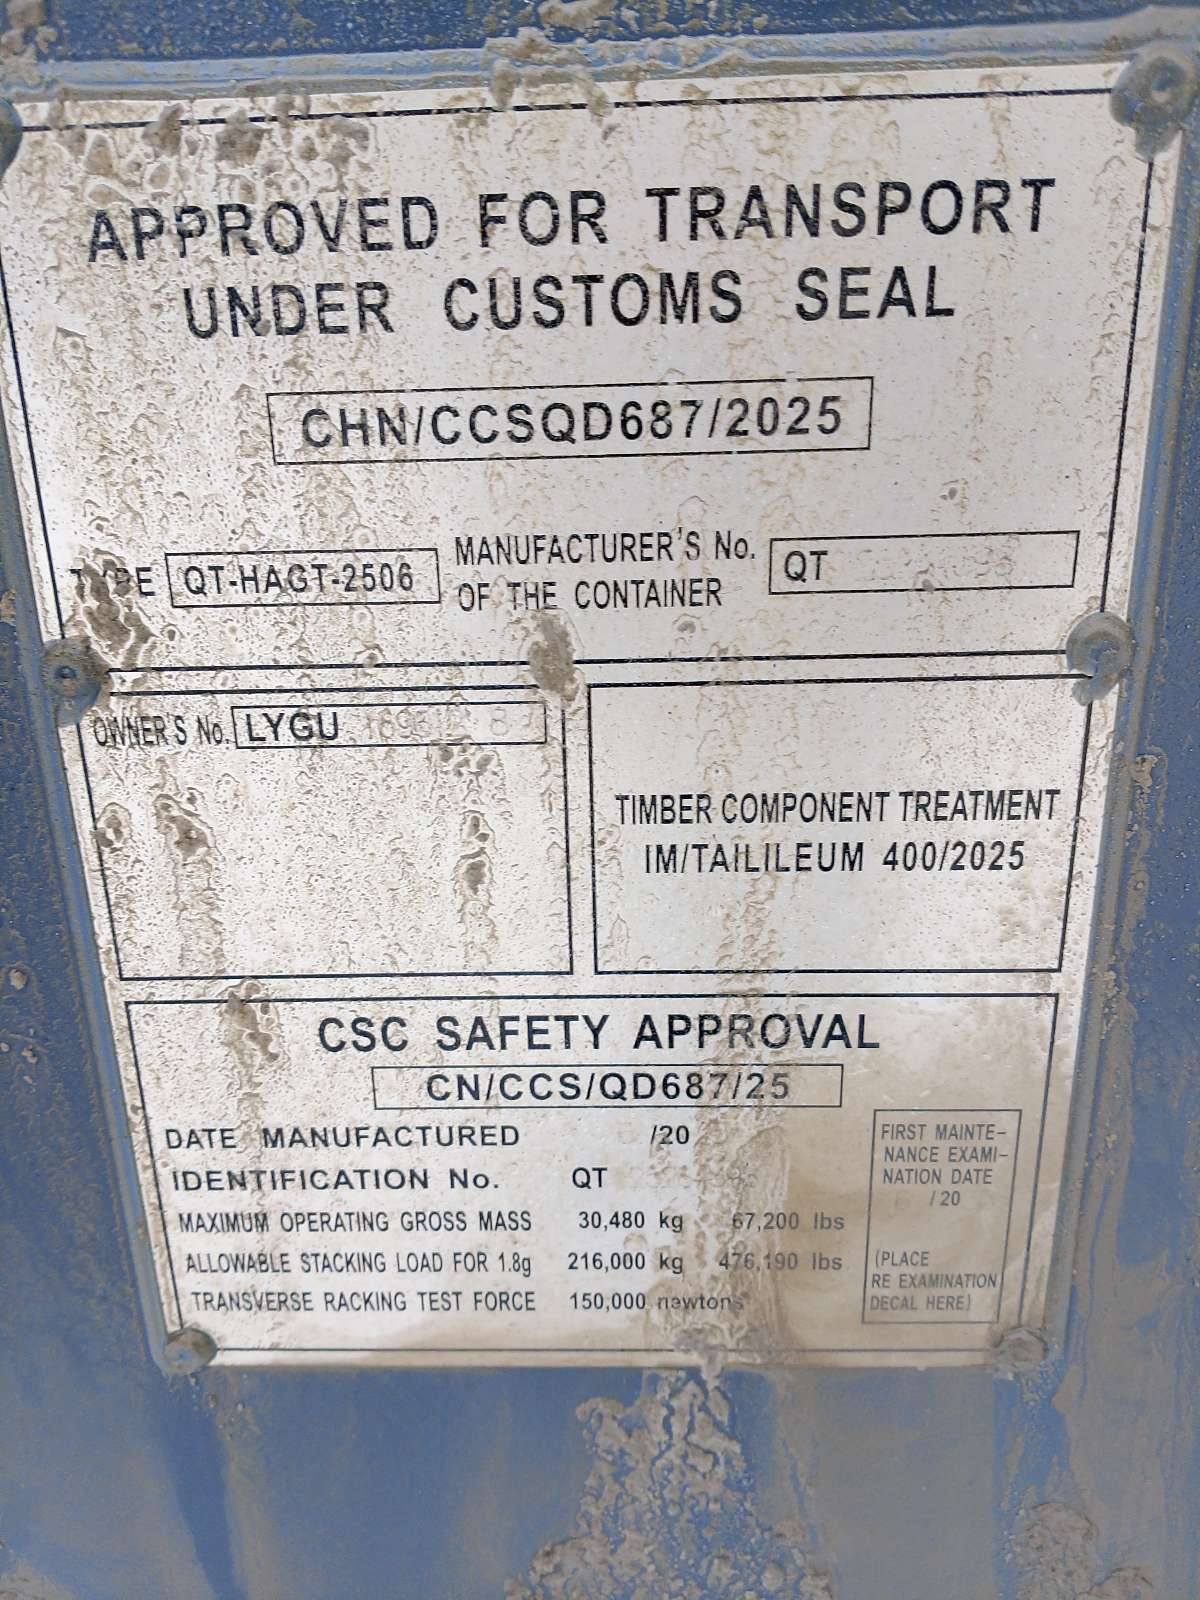 APPROVED FOR TRANSPORT
UNDER CUSTOMS SEAL
CHN/CCSQD687/2025
TYPE QT-HAGT-2506 MANUFACTURER'S No. OF THE CONTAINER QT
OWNER'S No. LYGU
TIMBER COMPONENT TREATMENT
IM/TAILILEUM 400/2025
CSC SAFETY APPROVAL
CN/CCS/QD687/25
DATE MANUFACTURED /20
IDENTIFICATION No. QT
MAXIMUM OPERATING GROSS MASS 30,480 kg 67,200 lbs
ALLOWABLE STACKING LOAD FOR 1.8g 216,000 kg 476,190 lbs
TRANSVERSE RACKING TEST FORCE 150,000 newtons
FIRST MAINTE-
NANCE EXAMI-
NATION DATE
/20
(PLACE
RE EXAMINATION
DECAL HERE)